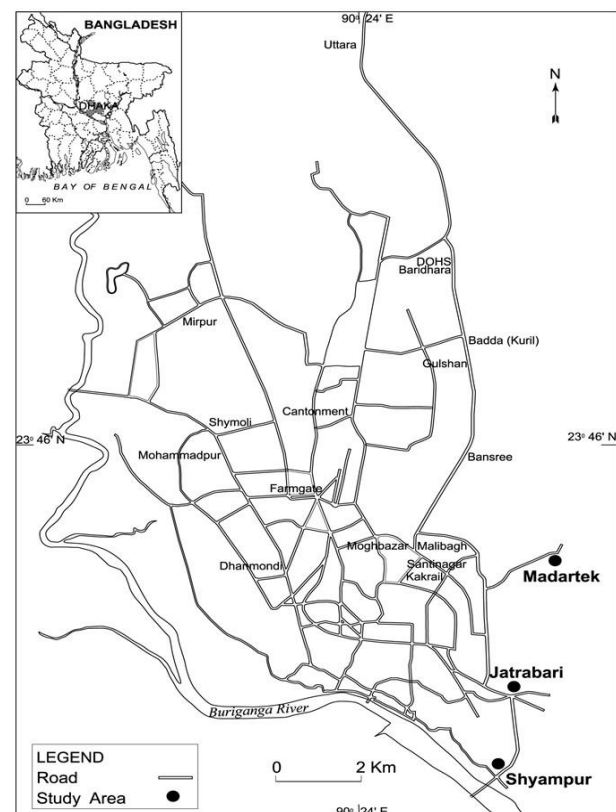 90° 24' E
BANGLADESH
Uttara
N
DHAKA
BAY OF BENGAL
0 60 Km
DOHS
Baridhara
Mirpur
Badda (Kuril)
Gulshan
Cantonment
Shymoli
23° 46' N
23° 46' N
Mohammadpur
Bansree
Farmgate
Moghbazar
Malibagh
Santinagar
Kakrail
Dhanmondi
Madartek
Jatrabari
Buriganga River
LEGEND
Road
Study Area
0 2 Km
Shyampur
90° 24' E